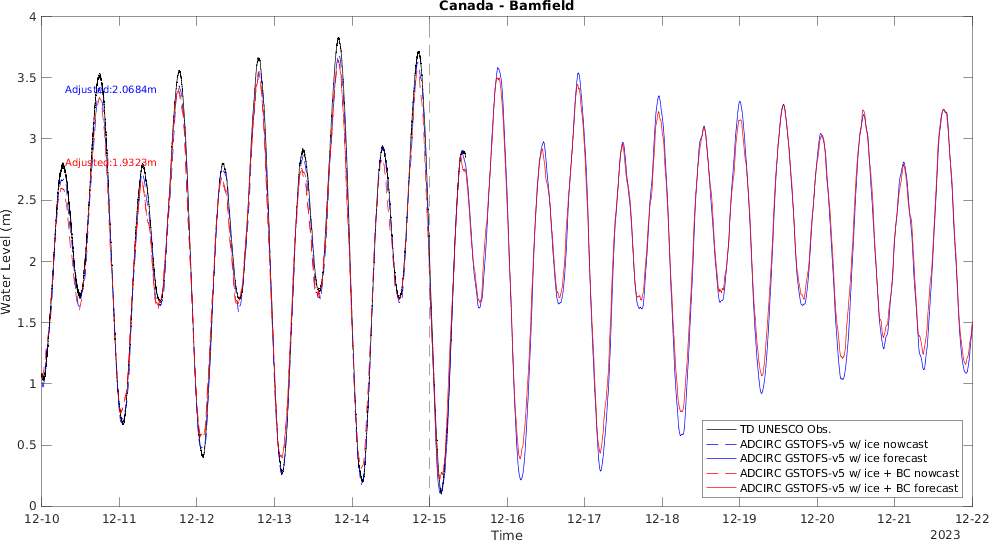 Canada - Bamfield
Water Level (m)
4
3.5
3
2.5
2
1.5
1
0.5
0
Adjusted:2.0684m
Adjusted:1.9323m
TD UNESCO Obs.
ADCIRC GSTOFS-v5 w/ ice nowcast
ADCIRC GSTOFS-v5 w/ ice forecast
ADCIRC GSTOFS-v5 w/ ice + BC nowcast
ADCIRC GSTOFS-v5 w/ ice + BC forecast
12-10 12-11 12-12 12-13 12-14 12-15 12-16 12-17 12-18 12-19 12-20 12-21 12-22
Time
2023